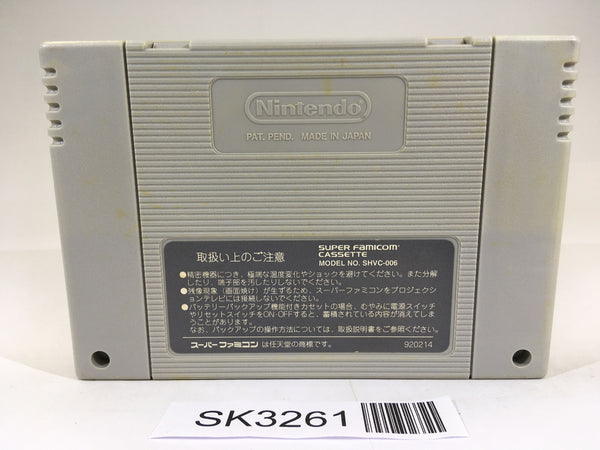 Nintendo
PAT. PEND. MADE IN JAPAN
取扱い上のご注意
SUPER FAMICOM
CASSETTE
MODEL NO. SHVC-006
●精密機器につき、極端な温度変化やショックを避けてください。また分解
したり、端子部を汚したりしないでください。
●残像現象(画面焼け)が生ずるため、スーパーファミコンをプロジェクシ
ョンテレビには接続しないでください。
●バッテリーバックアップ機能付きカセットの場合、むやみに電源スイッチ
やリセットスイッチをON-OFFすると、蓄積されている内容が消えてしま
うことがあります。
なお、バックアップの操作方法については、取扱説明書をご参照ください。
スーパーファミコンは任天堂の商標です。
920214
SK3261